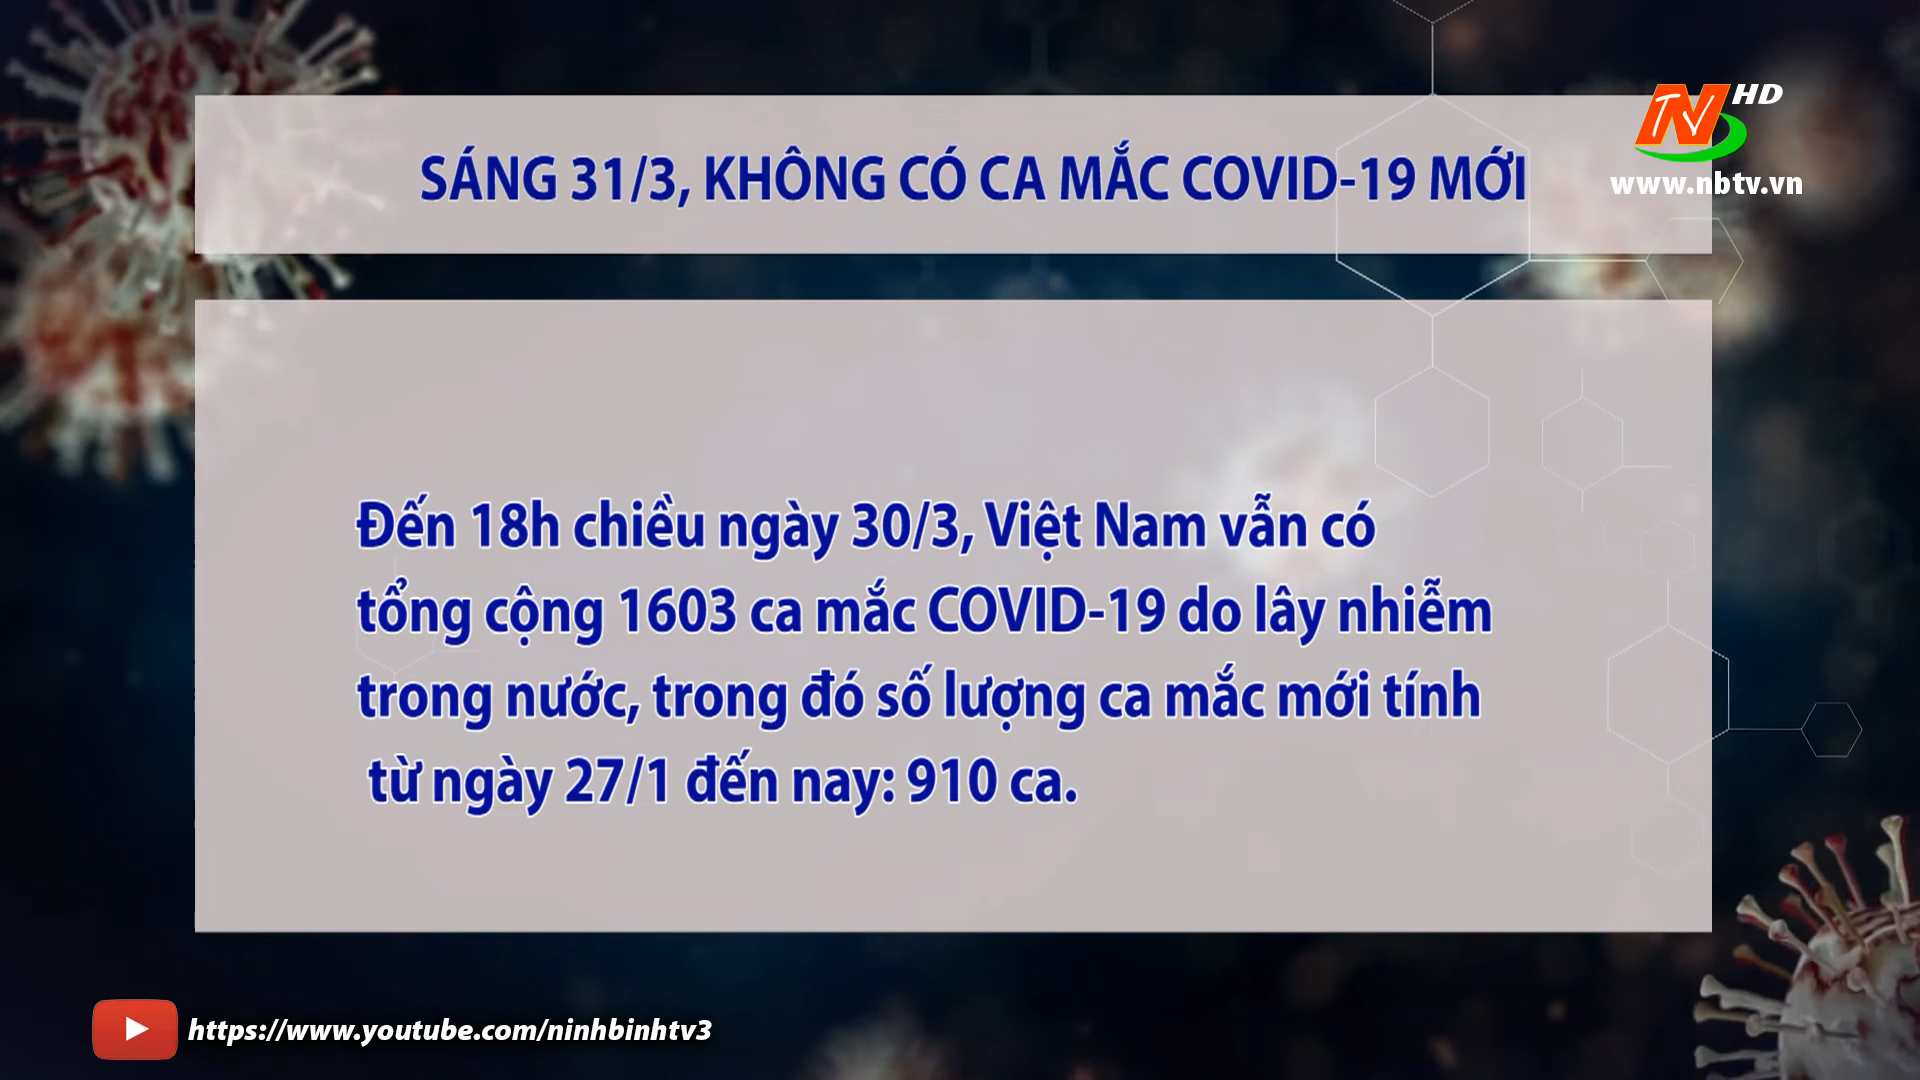 HD
NTV
www.nbtv.vn
SÁNG 31/3, KHÔNG CÓ CA MẮC COVID-19 MỚI
Đến 18h chiều ngày 30/3, Việt Nam vẫn có
tổng cộng 1603 ca mắc COVID-19 do lây nhiễm
trong nước, trong đó số lượng ca mắc mới tính
từ ngày 27/1 đến nay: 910 ca.
https://www.youtube.com/ninhbinhtv3